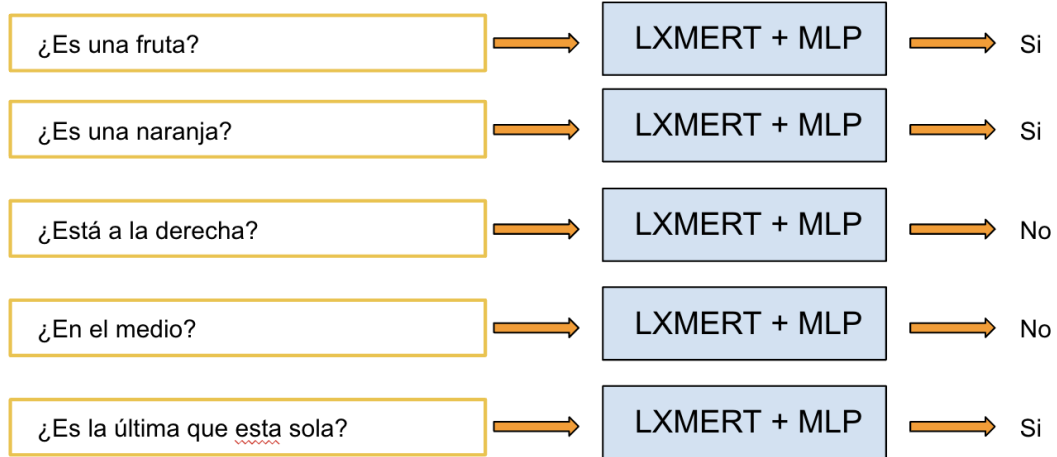 ¿Es una fruta? LXMERT + MLP Si
¿Es una naranja? LXMERT + MLP Si
¿Está a la derecha? LXMERT + MLP No
¿En el medio? LXMERT + MLP No
¿Es la última que esta sola? LXMERT + MLP Si